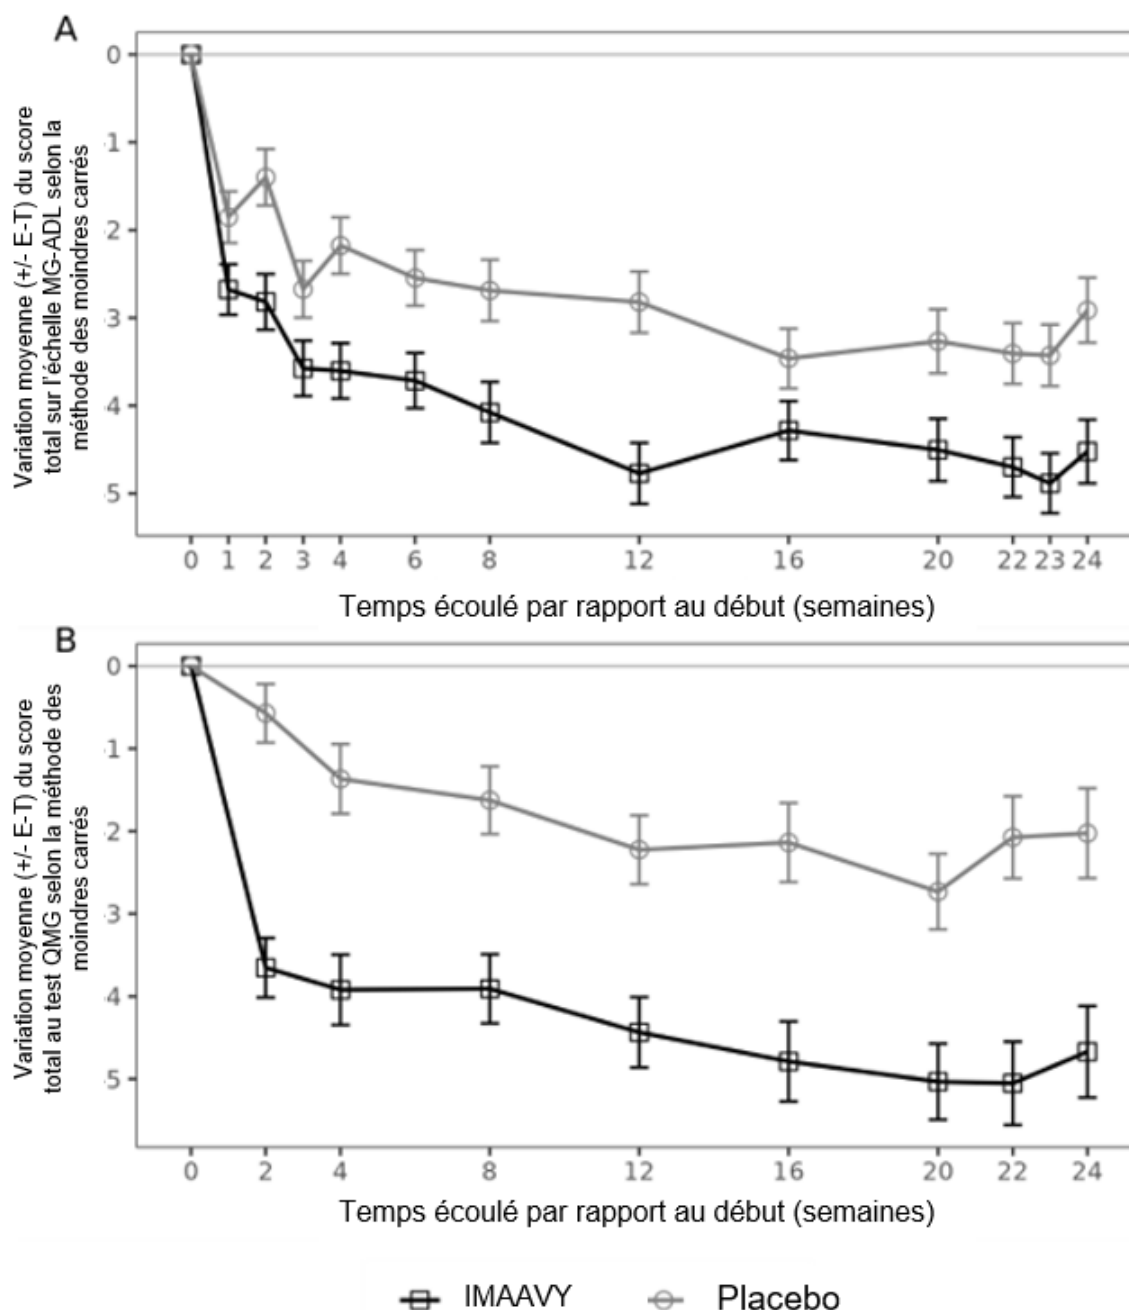 A
Variation moyenne (+/- E-T) du score
total sur l'échelle MG-ADL selon la
méthode des moindres carrés
0
-1
-2
-3
-4
-5
0 1 2 3 4 6 8 12 16 20 22 23 24
Temps écoulé par rapport au début (semaines)
B
Variation moyenne (+/- E-T) du score
total au test QMG selon la méthode des
moindres carrés
0
-1
-2
-3
-4
-5
0 2 4 8 12 16 20 22 24
Temps écoulé par rapport au début (semaines)
IMAAVY Placebo